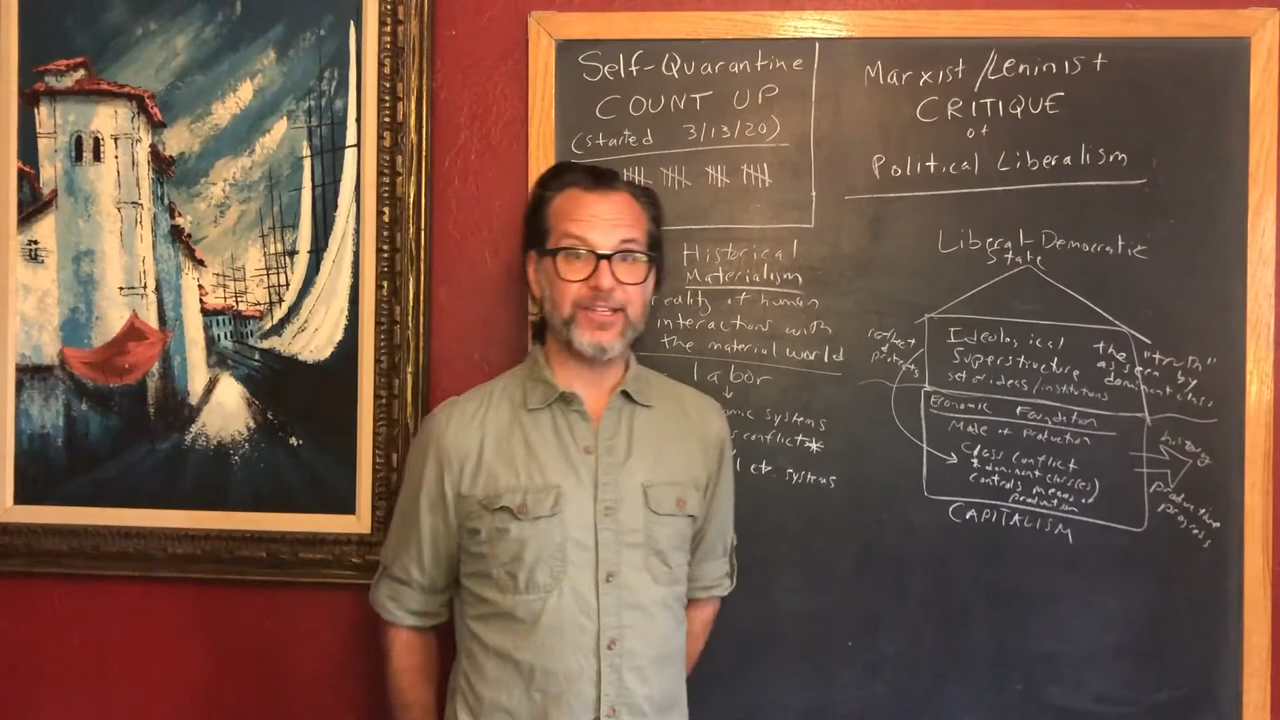 Self-Quarantine
COUNT UP
(started 3/13/20)
Historical
Materialism
reality of human
interactions with
the material world
labor
systems
conflict*
systems
Marxist/Leninist
CRITIQUE
of
Political Liberalism
Liberal-Democratic
State
reflect
protects
Ideological
Superstructure
set of ideas/institutions
the "truth"
as seen by
dominant class
Economic Foundation
Mode of Production
Class Conflict
* dominant class(es)
controls means of
production
CAPITALISM
history
productive
progress